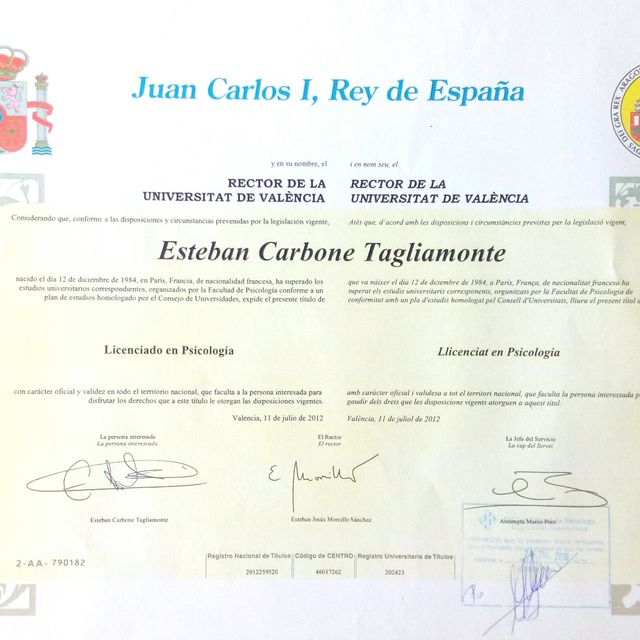 Juan Carlos I, Rey de España
y en su nombre, el
i en nom seu, el
RECTOR DE LA
UNIVERSITAT DE VALÈNCIA
RECTOR DE LA
UNIVERSITAT DE VALÈNCIA
Considerando que, conforme a las disposiciones y circunstancias prevenidas por la legislación vigente,
Atès que, d'acord amb les disposicions i circumstàncies previstes per la legislació vigent,
Esteban Carbone Tagliamonte
nacido el día 12 de diciembre de 1984, en París, Francia, de nacionalidad francesa, ha superado los
estudios universitarios correspondientes, organizados por la Facultad de Psicología conforme a un
plan de estudios homologado por el Consejo de Universidades, expide el presente título de
que va nàixer el dia 12 de desembre de 1984, a París, França, de nacionalitat francesa ha
superat els estudis universitaris corresponents, organitzats per la Facultat de Psicologia de
conformitat amb un pla d'estudis homologat pel Consell d'Universitats, lliura el present títol
Licenciado en Psicología
Llicenciat en Psicologia
con carácter oficial y validez en todo el territorio nacional, que faculta a la persona interesada para
disfrutar los derechos que a este título le otorgan las disposiciones vigentes.
amb caràcter oficial i validesa a tot el territori nacional, que faculta la persona interessada
gaudir dels drets que les disposicions vigents atorguen a aquest títol.
Valencia, 11 de julio de 2012
València, 11 de juliol de 2012
La persona interesada
La persona interessada
El Rector
El rector
La Jefa del Servicio
La cap del Servei
E Morcillo
Esteban Carbone Tagliamonte
Esteban Jesús Morcillo Sánchez
Assumpta Marco Pont
2-AA- 790182
Registro Nacional de Títulos
Código de CENTRO
Registro Universitario de Títulos
2012259520
46017262
202423